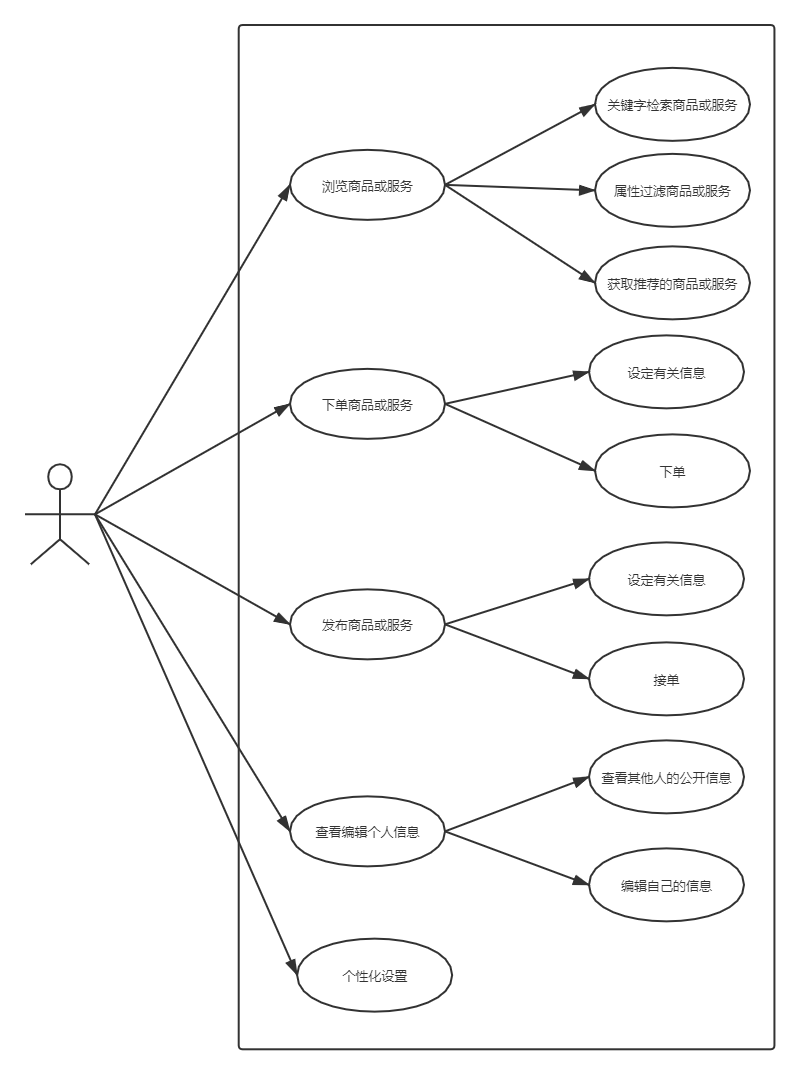 关键字检索商品或服务
浏览商品或服务
属性过滤商品或服务
获取推荐的商品或服务
设定有关信息
下单商品或服务
下单
设定有关信息
发布商品或服务
接单
查看其他人的公开信息
查看编辑个人信息
编辑自己的信息
个性化设置